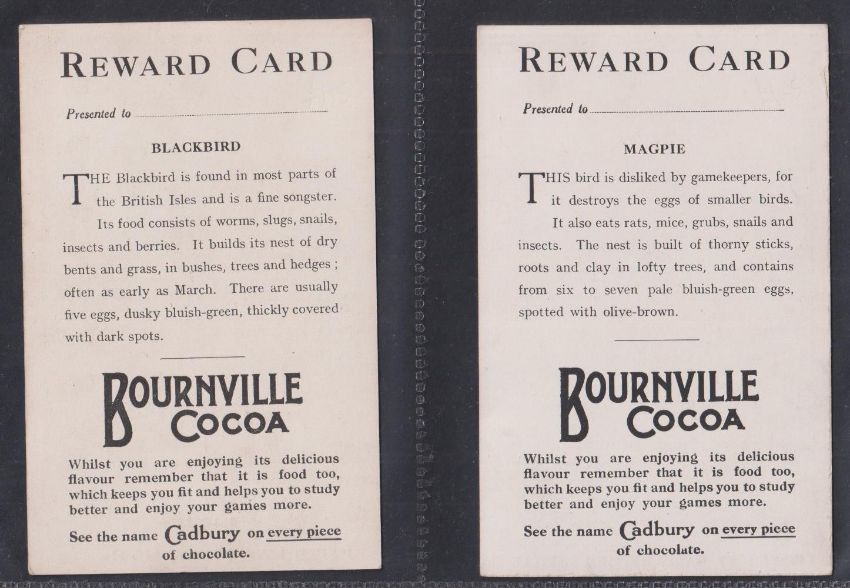 REWARD CARD
Presented to
BLACKBIRD
THE Blackbird is found in most parts of
the British Isles and is a fine songster.
Its food consists of worms, slugs, snails,
insects and berries. It builds its nest of dry
bents and grass, in bushes, trees and hedges ;
often as early as March. There are usually
five eggs, dusky bluish-green, thickly covered
with dark spots.
BOURNVILLE
COCOA
Whilst you are enjoying its delicious
flavour remember that it is food too,
which keeps you fit and helps you to study
better and enjoy your games more.
See the name Cadbury on every piece
of chocolate.
REWARD CARD
Presented to
MAGPIE
THIS bird is disliked by gamekeepers, for
it destroys the eggs of smaller birds.
It also eats rats, mice, grubs, snails and
insects. The nest is built of thorny sticks,
roots and clay in lofty trees, and contains
from six to seven pale bluish-green eggs,
spotted with olive-brown.
BOURNVILLE
COCOA
Whilst you are enjoying its delicious
flavour remember that it is food too,
which keeps you fit and helps you to study
better and enjoy your games more.
See the name Cadbury on every piece
of chocolate.